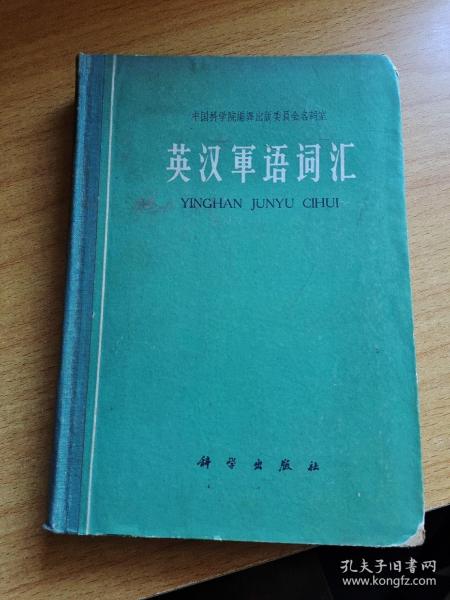 中国科学院编译出版委员会名詞室
英汉軍语词汇
YINGHAN JUNYU CIHUI
科学出版社
孔夫子旧书网
www.kongfz.com